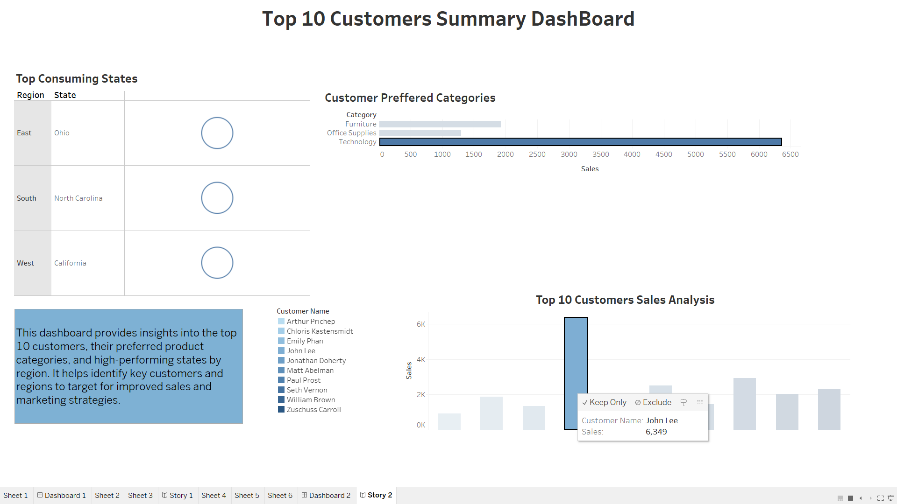 Top 10 Customers Summary DashBoard
Top Consuming States
Region State
East Ohio
South North Carolina
West California
Customer Preffered Categories
Category
Furniture
Office Supplies
Technology
0 500 1000 1500 2000 2500 3000 3500 4000 4500 5000 5500 6000 6500
Sales
This dashboard provides insights into the top
10 customers, their preferred product
categories, and high-performing states by
region. It helps identify key customers and
regions to target for improved sales and
marketing strategies.
Customer Name
Arthur Prichep
Chloris Kastensmidt
Emily Phan
John Lee
Jonathan Doherty
Matt Abelman
Paul Prost
Seth Vernon
William Brown
Zuschuss Carroll
Top 10 Customers Sales Analysis
6K
4K
2K
0K
Sales
Keep Only Exclude
Customer Name: John Lee
Sales: 6,349
Sheet 1 Dashboard 1 Sheet 2 Sheet 3 Story 1 Sheet 4 Sheet 5 Sheet 6 Dashboard 2 Story 2